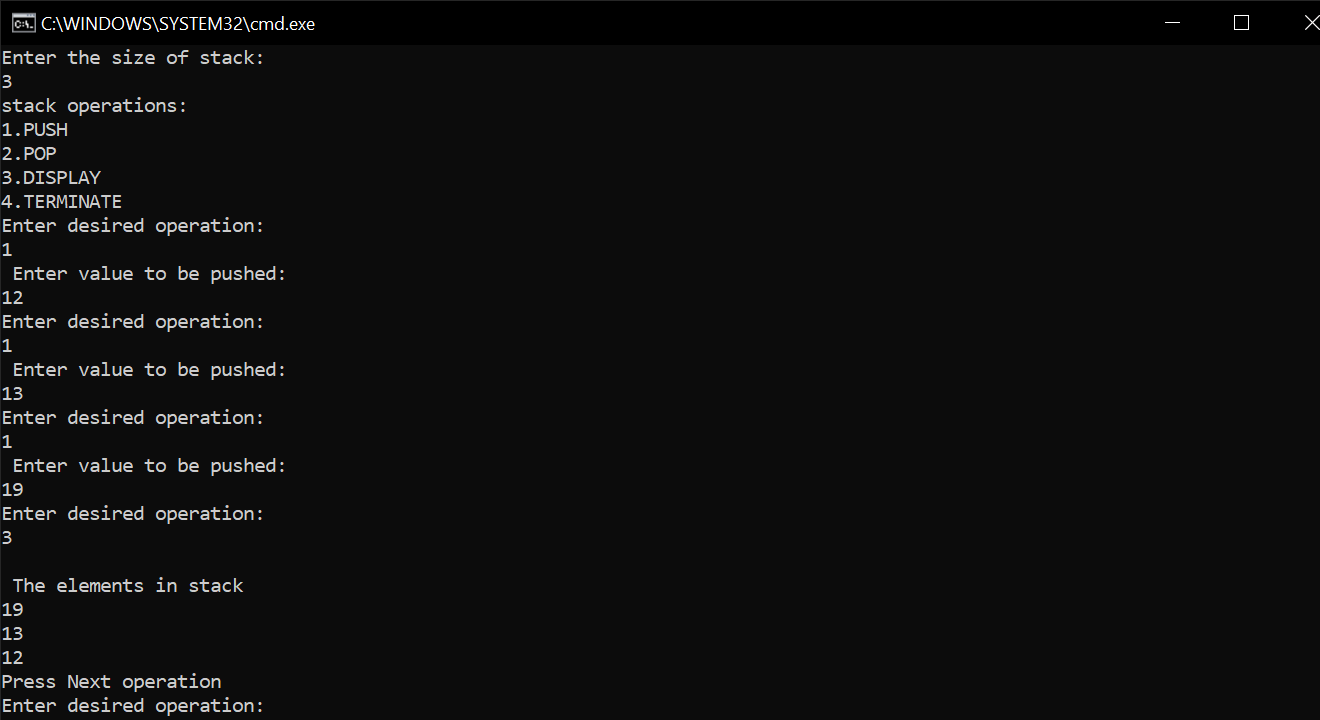 C:\WINDOWS\SYSTEM32\cmd.exe
Enter the size of stack:
3
stack operations:
1.PUSH
2.POP
3.DISPLAY
4.TERMINATE
Enter desired operation:
1
 Enter value to be pushed:
12
Enter desired operation:
1
 Enter value to be pushed:
13
Enter desired operation:
1
 Enter value to be pushed:
19
Enter desired operation:
3

 The elements in stack
19
13
12
Press Next operation
Enter desired operation: